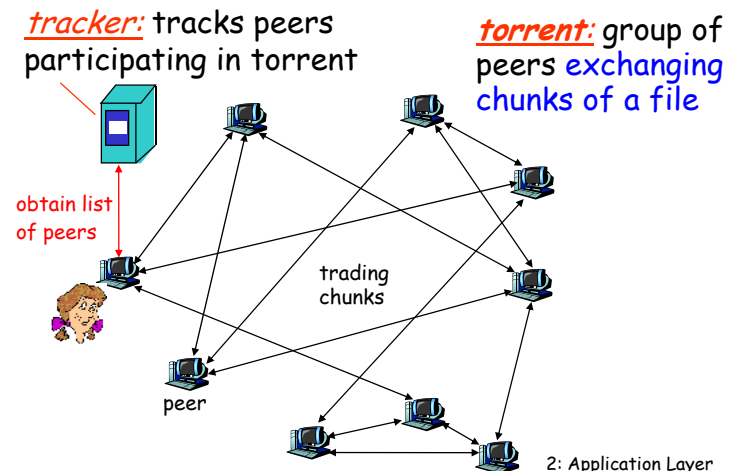 tracker: tracks peers
participating in torrent
torrent: group of
peers exchanging
chunks of a file
obtain list
of peers
trading
chunks
peer
2: Application Layer